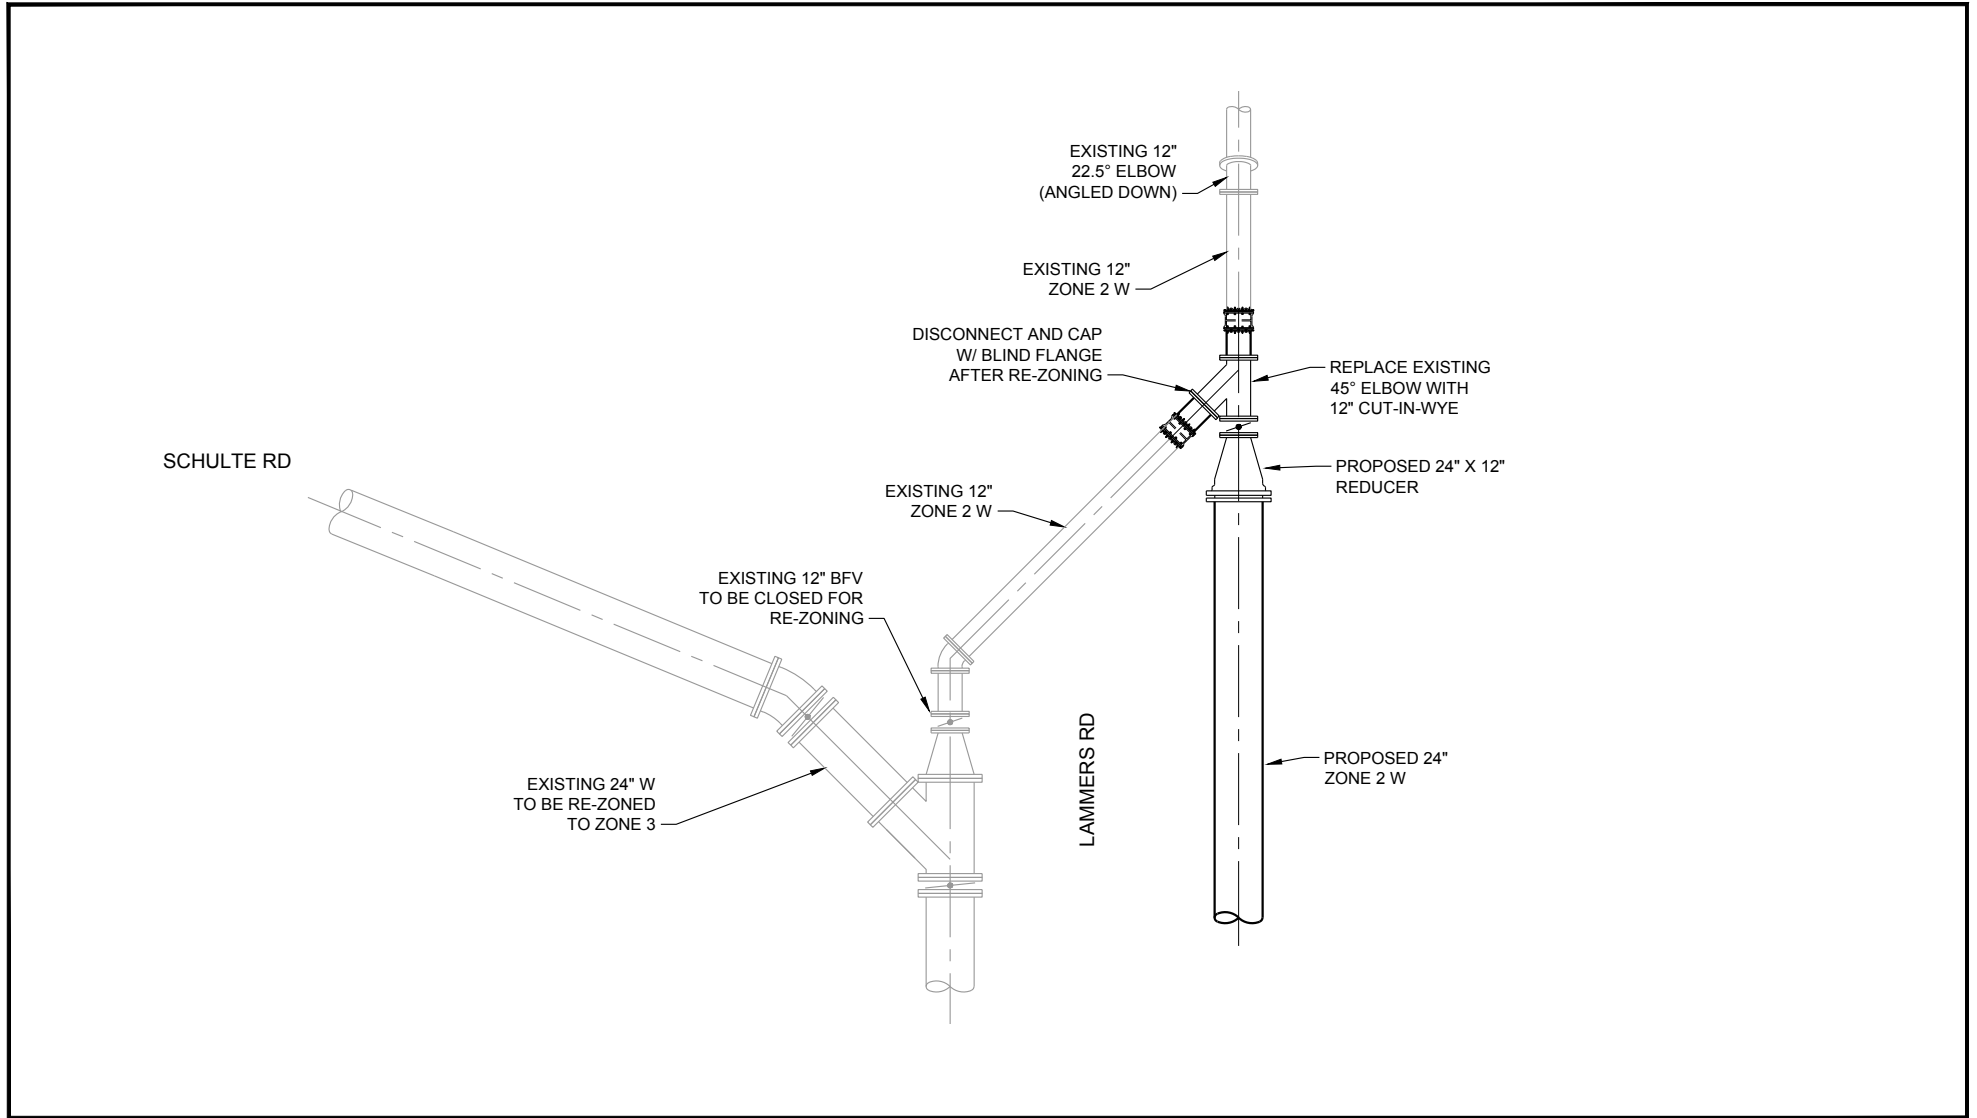 EXISTING 12"
22.5° ELBOW
(ANGLED DOWN)
EXISTING 12"
ZONE 2 W
DISCONNECT AND CAP
W/ BLIND FLANGE
AFTER RE-ZONING
REPLACE EXISTING
45° ELBOW WITH
12" CUT-IN-WYE
SCHULTE RD
PROPOSED 24" X 12"
REDUCER
EXISTING 12"
ZONE 2 W
EXISTING 12" BFV
TO BE CLOSED FOR
RE-ZONING
LAMMERS RD
EXISTING 24" W
TO BE RE-ZONED
TO ZONE 3
PROPOSED 24"
ZONE 2 W